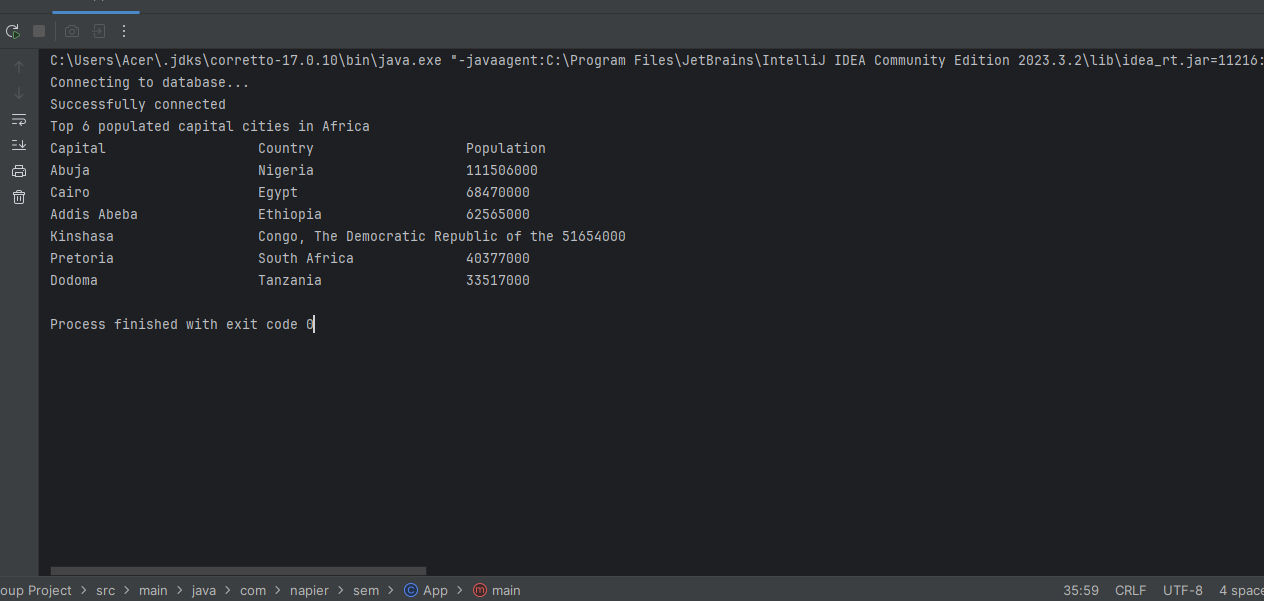 C:\Users\Acer\.jdks\corretto-17.0.10\bin\java.exe "-javaagent:C:\Program Files\JetBrains\IntelliJ IDEA Community Edition 2023.3.2\lib\idea_rt.jar=11216:
Connecting to database...
Successfully connected
Top 6 populated capital cities in Africa
Capital Country Population
Abuja Nigeria 111506000
Cairo Egypt 68470000
Addis Abeba Ethiopia 62565000
Kinshasa Congo, The Democratic Republic of the 51654000
Pretoria South Africa 40377000
Dodoma Tanzania 33517000
Process finished with exit code 0
oup Project > src > main > java > com > napier > sem > C App > m main 35:59 CRLF UTF-8 4 space